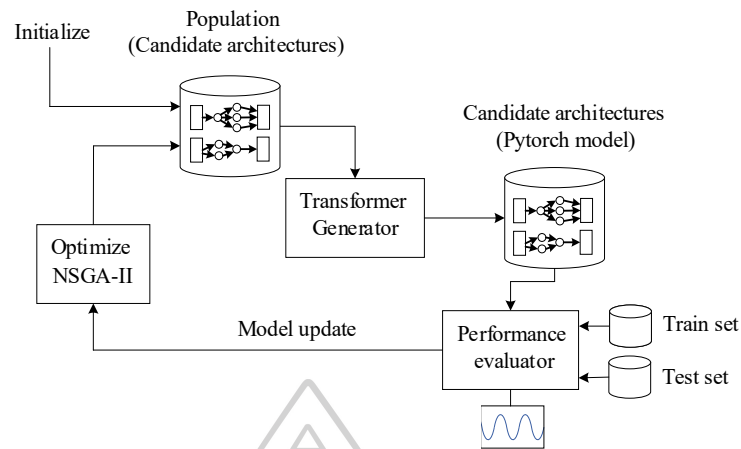 Population
(Candidate architectures)
Initialize
Candidate architectures
(Pytorch model)
Transformer
Generator
Optimize
NSGA-II
Model update
Performance
evaluator
Train set
Test set